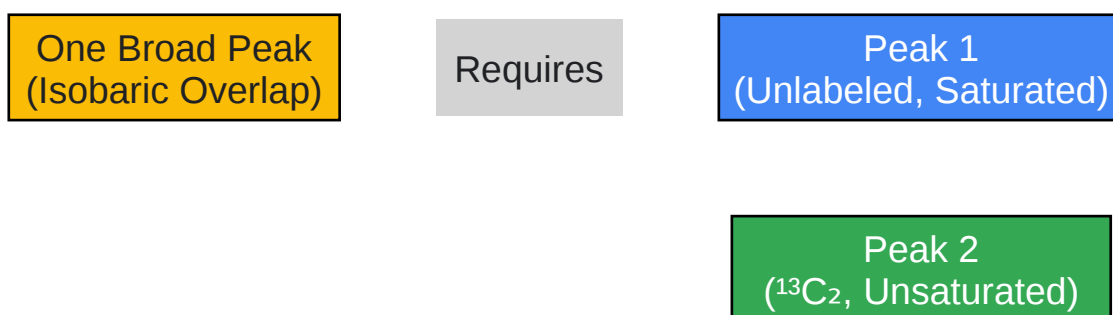 One Broad Peak
(Isobaric Overlap)
Requires
Peak 1
(Unlabeled, Saturated)
Peak 2
(¹³C₂, Unsaturated)